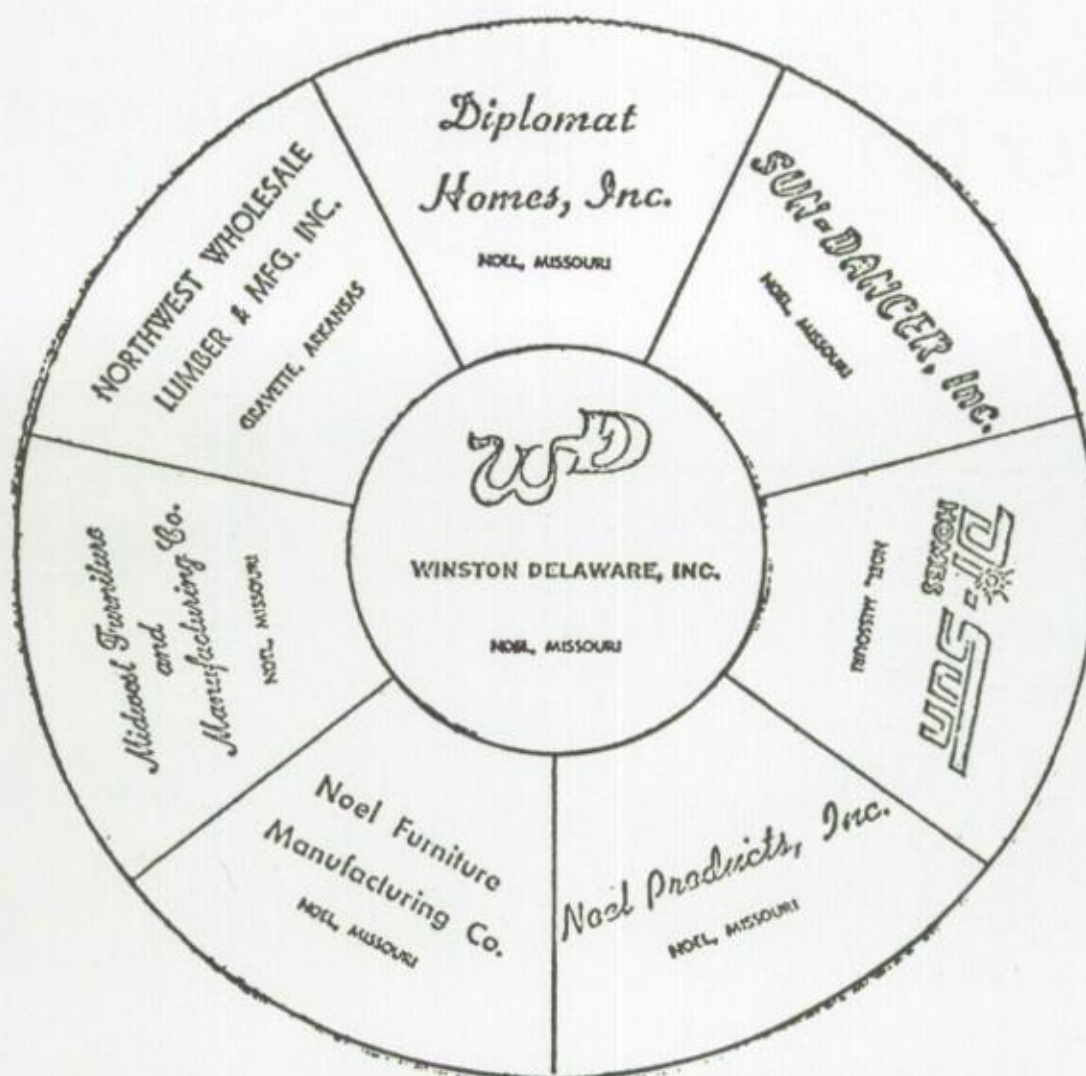 Diplomat
Homes, Inc.
NOEL, MISSOURI
SUN-DANCER, Inc.
NOEL, MISSOURI
Di-Sun
HOMES
NOEL, MISSOURI
Noel Products, Inc.
NOEL, MISSOURI
Noel Furniture
Manufacturing Co.
NOEL, MISSOURI
Midwest Furniture
and
Manufacturing Co.
NOEL, MISSOURI
NORTHWEST WHOLESALE
LUMBER & MFG. INC.
GRAVETTE, ARKANSAS
WD
WINSTON DELAWARE, INC.
NOEL, MISSOURI